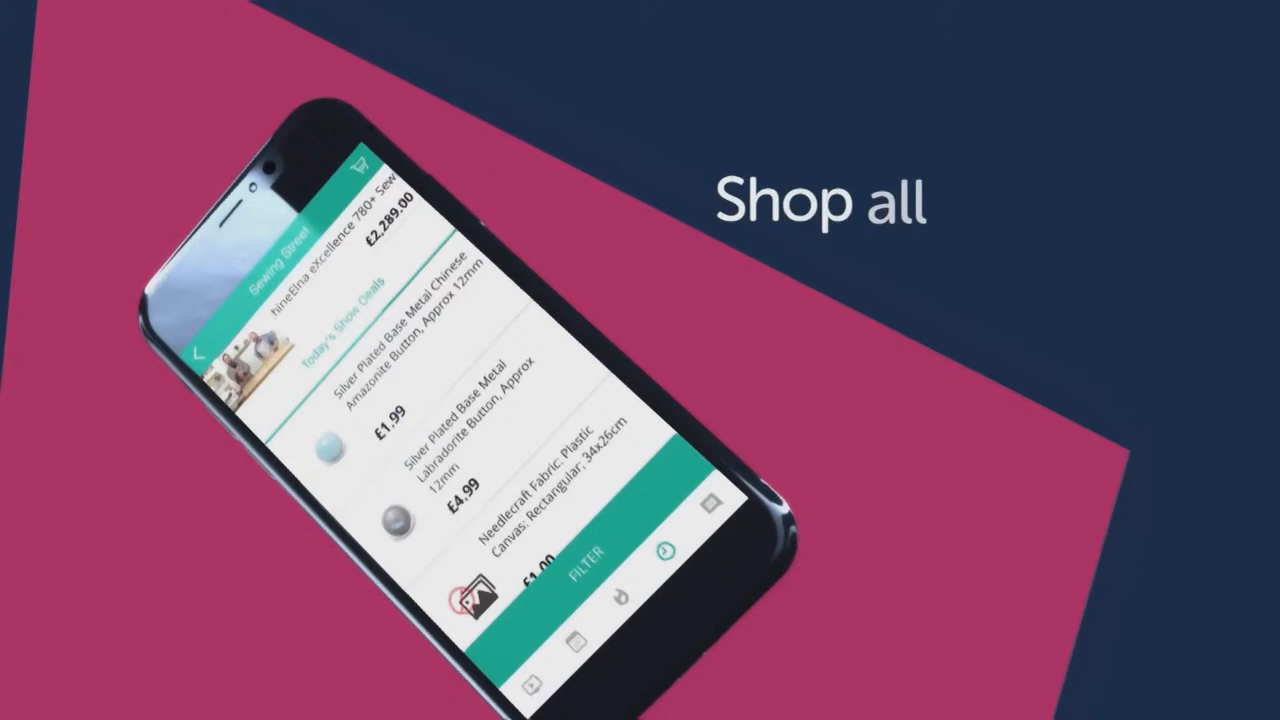 Shop all
Sewing Street
hineElna eXcellence 780+ Sew
£2,289.00
Today's Show Deals
Silver Plated Base Metal Chinese
Amazonite Button, Approx 12mm
£1.99
Silver Plated Base Metal
Labradorite Button, Approx
12mm
£4.99
Needlecraft Fabric: Plastic
Canvas: Rectangular: 34x26cm
£1.00
FILTER